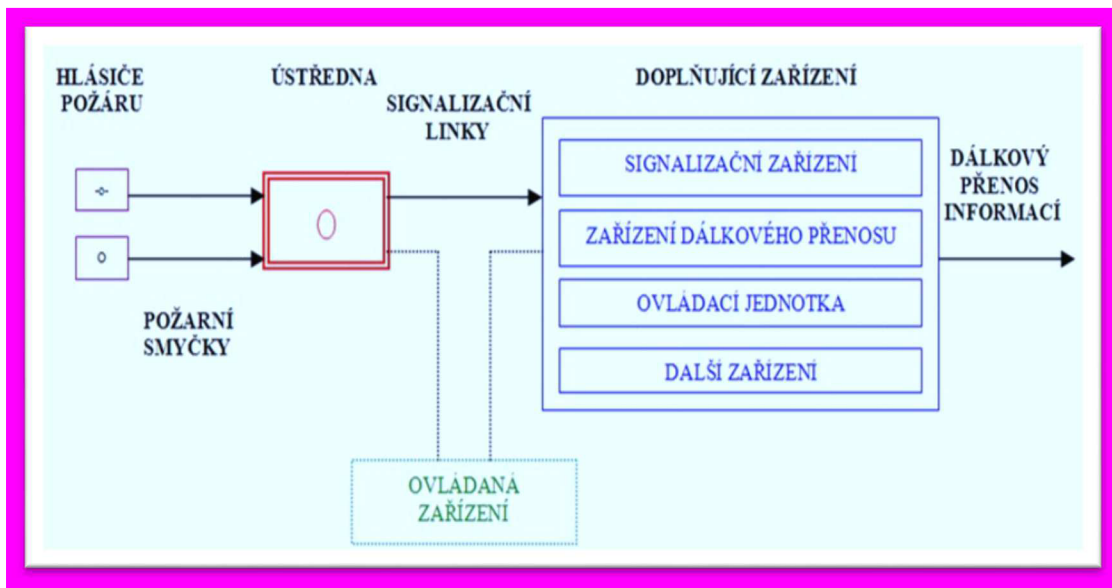 HLÁSIČE
POŽÁRU
ÚSTŘEDNA
SIGNALIZAČNÍ
LINKY
DOPLŇUJÍCÍ ZAŘÍZENÍ
SIGNALIZAČNÍ ZAŘÍZENÍ
ZAŘÍZENÍ DÁLKOVÉHO PŘENOSU
OVLÁDACÍ JEDNOTKA
DALŠÍ ZAŘÍZENÍ
DÁLKOVÝ
PŘENOS
INFORMACÍ
POŽARNÍ
SMYČKY
OVLÁDANÁ
ZAŘÍZENÍ